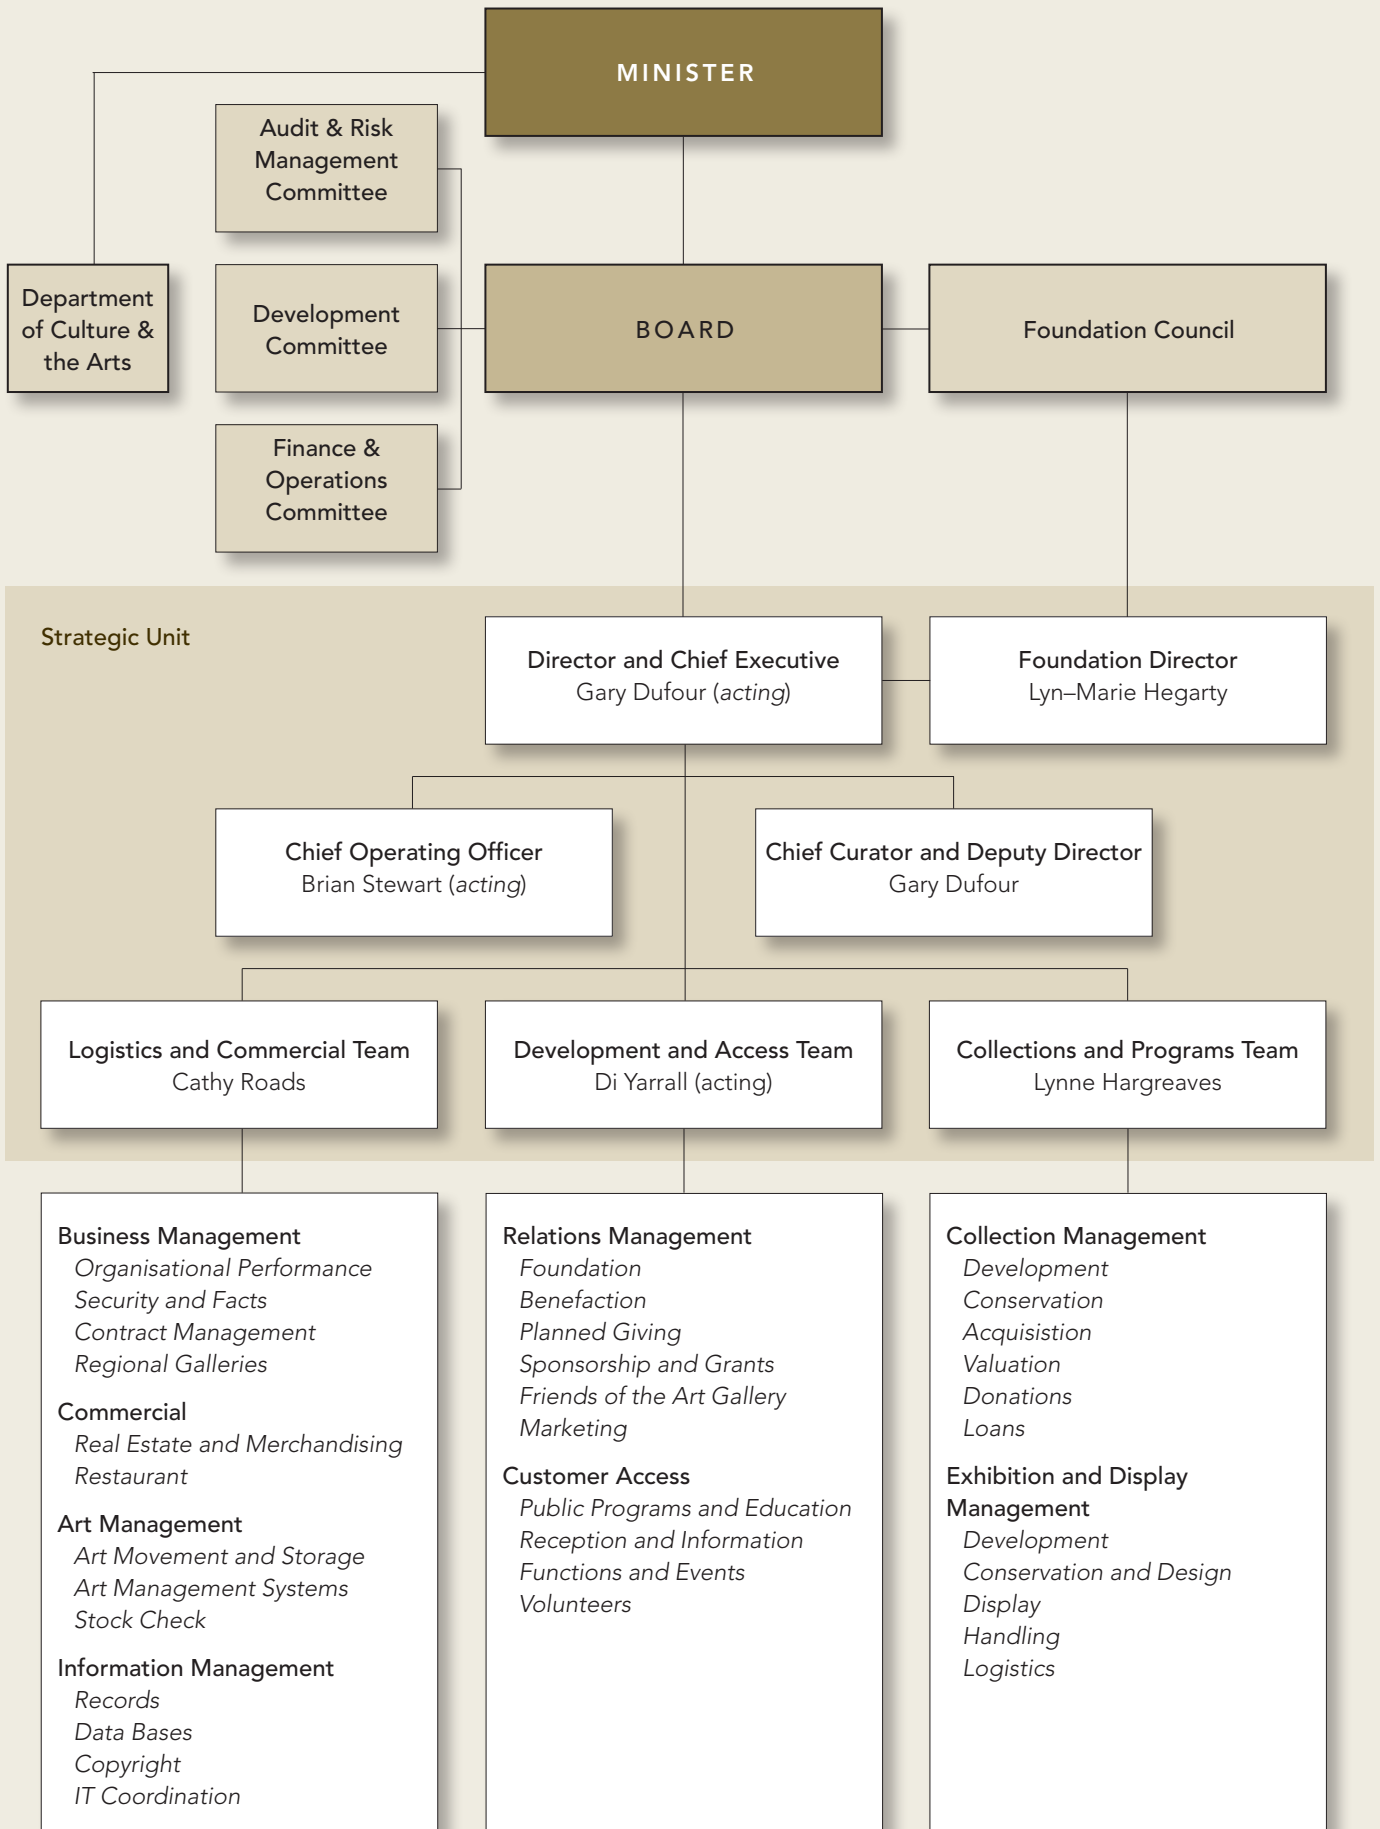 MINISTER
Audit & Risk
Management
Committee
Department
of Culture &
the Arts
Development
Committee
BOARD
Foundation Council
Finance &
Operations
Committee
Strategic Unit
Director and Chief Executive
Gary Dufour (acting)
Foundation Director
Lyn–Marie Hegarty
Chief Operating Officer
Brian Stewart (acting)
Chief Curator and Deputy Director
Gary Dufour
Logistics and Commercial Team
Cathy Roads
Development and Access Team
Di Yarrall (acting)
Collections and Programs Team
Lynne Hargreaves
Business Management
Organisational Performance
Security and Facts
Contract Management
Regional Galleries
Commercial
Real Estate and Merchandising
Restaurant
Art Management
Art Movement and Storage
Art Management Systems
Stock Check
Information Management
Records
Data Bases
Copyright
IT Coordination
Relations Management
Foundation
Benefaction
Planned Giving
Sponsorship and Grants
Friends of the Art Gallery
Marketing
Customer Access
Public Programs and Education
Reception and Information
Functions and Events
Volunteers
Collection Management
Development
Conservation
Acquisistion
Valuation
Donations
Loans
Exhibition and Display
Management
Development
Conservation and Design
Display
Handling
Logistics